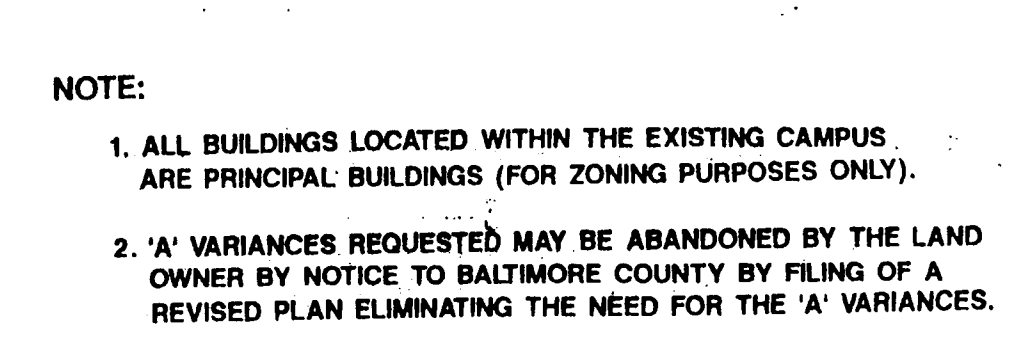 NOTE:
1. ALL BUILDINGS LOCATED WITHIN THE EXISTING CAMPUS
ARE PRINCIPAL BUILDINGS (FOR ZONING PURPOSES ONLY).
2. 'A' VARIANCES REQUESTED MAY BE ABANDONED BY THE LAND
OWNER BY NOTICE TO BALTIMORE COUNTY BY FILING OF A
REVISED PLAN ELIMINATING THE NEED FOR THE 'A' VARIANCES.